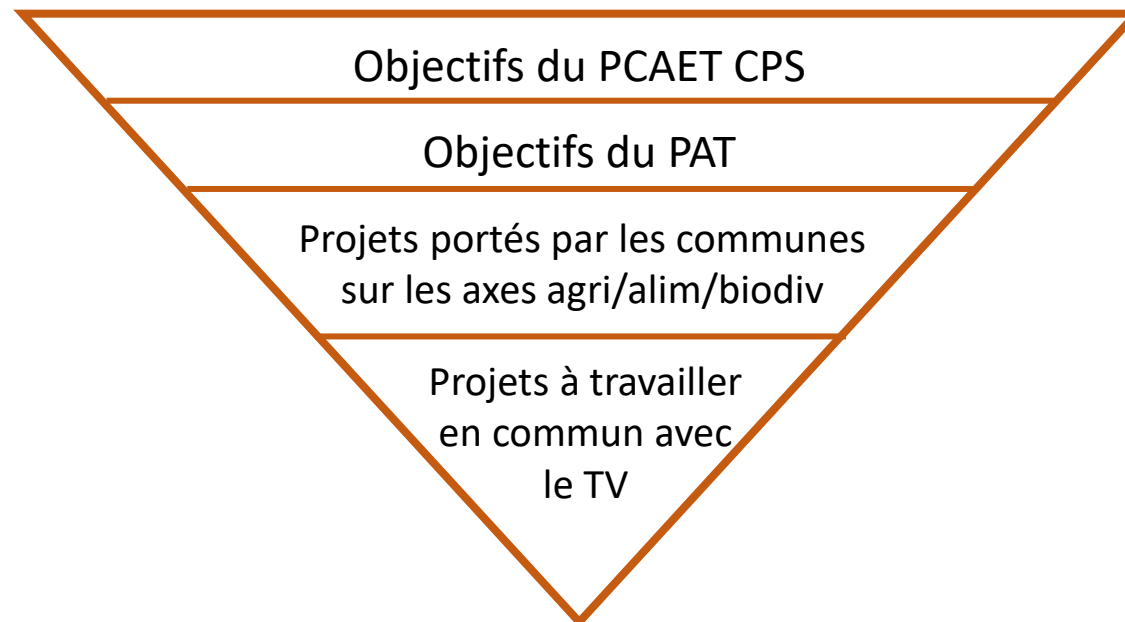 Objectifs du PCAET CPS
Objectifs du PAT
Projets portés par les communes
sur les axes agri/alim/biodiv
Projets à travailler
en commun avec
le TV